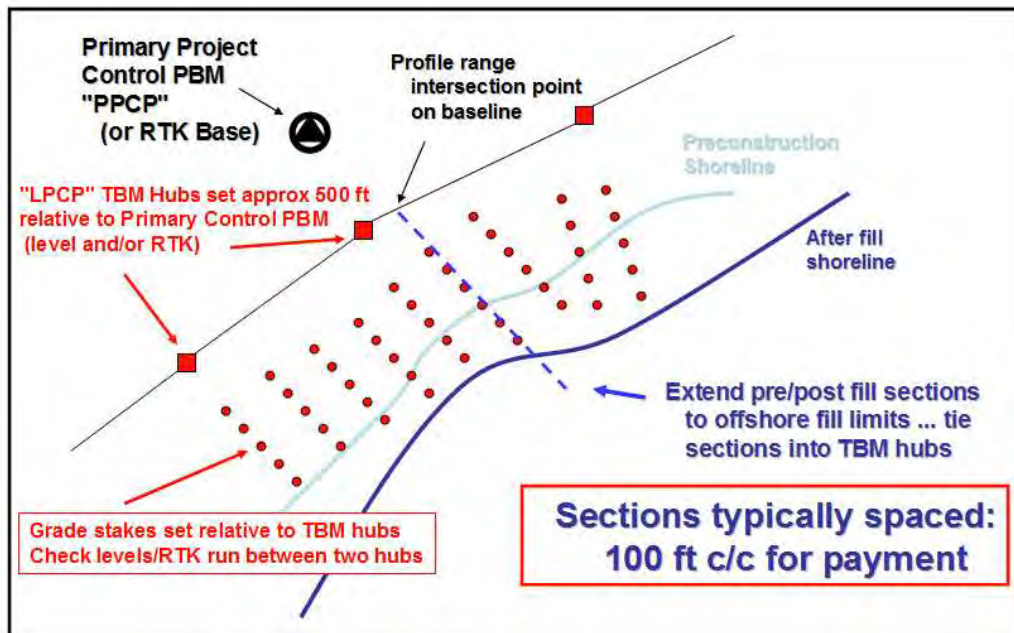 Primary Project
Control PBM
"PPCP"
(or RTK Base)
Profile range
intersection point
on baseline
Preconstruction
Shoreline
"LPCP" TBM Hubs set approx 500 ft
relative to Primary Control PBM
(level and/or RTK)
After fill
shoreline
Extend pre/post fill sections
to offshore fill limits ... tie
sections into TBM hubs
Grade stakes set relative to TBM hubs
Check levels/RTK run between two hubs
Sections typically spaced:
100 ft c/c for payment